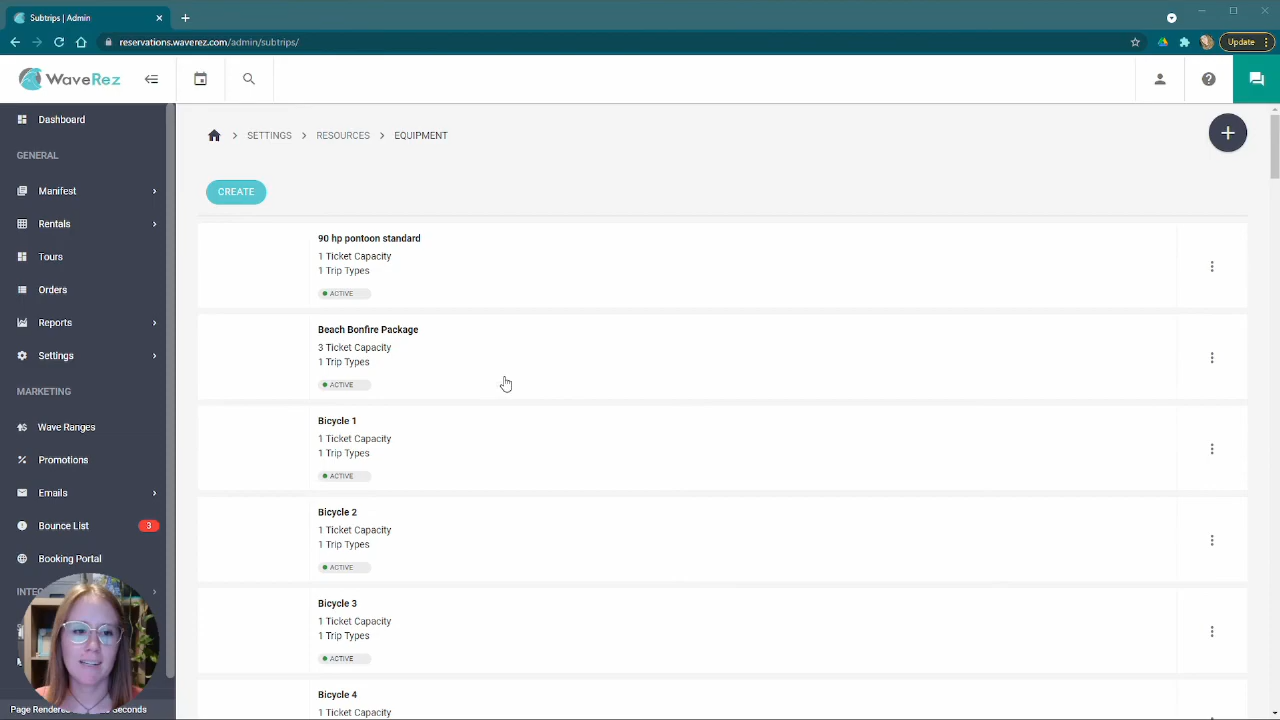 Subtrips | Admin
reservations.waverez.com/admin/subtrips/
Update
WaveRez
Dashboard
GENERAL
Manifest
Rentals
Tours
Orders
Reports
Settings
MARKETING
Wave Ranges
Promotions
Emails
Bounce List 3
Booking Portal
INTE
Page Rendered
Seconds
SETTINGS > RESOURCES > EQUIPMENT
CREATE
90 hp pontoon standard
1 Ticket Capacity
1 Trip Types
ACTIVE
Beach Bonfire Package
3 Ticket Capacity
1 Trip Types
ACTIVE
Bicycle 1
1 Ticket Capacity
1 Trip Types
ACTIVE
Bicycle 2
1 Ticket Capacity
1 Trip Types
ACTIVE
Bicycle 3
1 Ticket Capacity
1 Trip Types
ACTIVE
Bicycle 4
1 Ticket Capacity